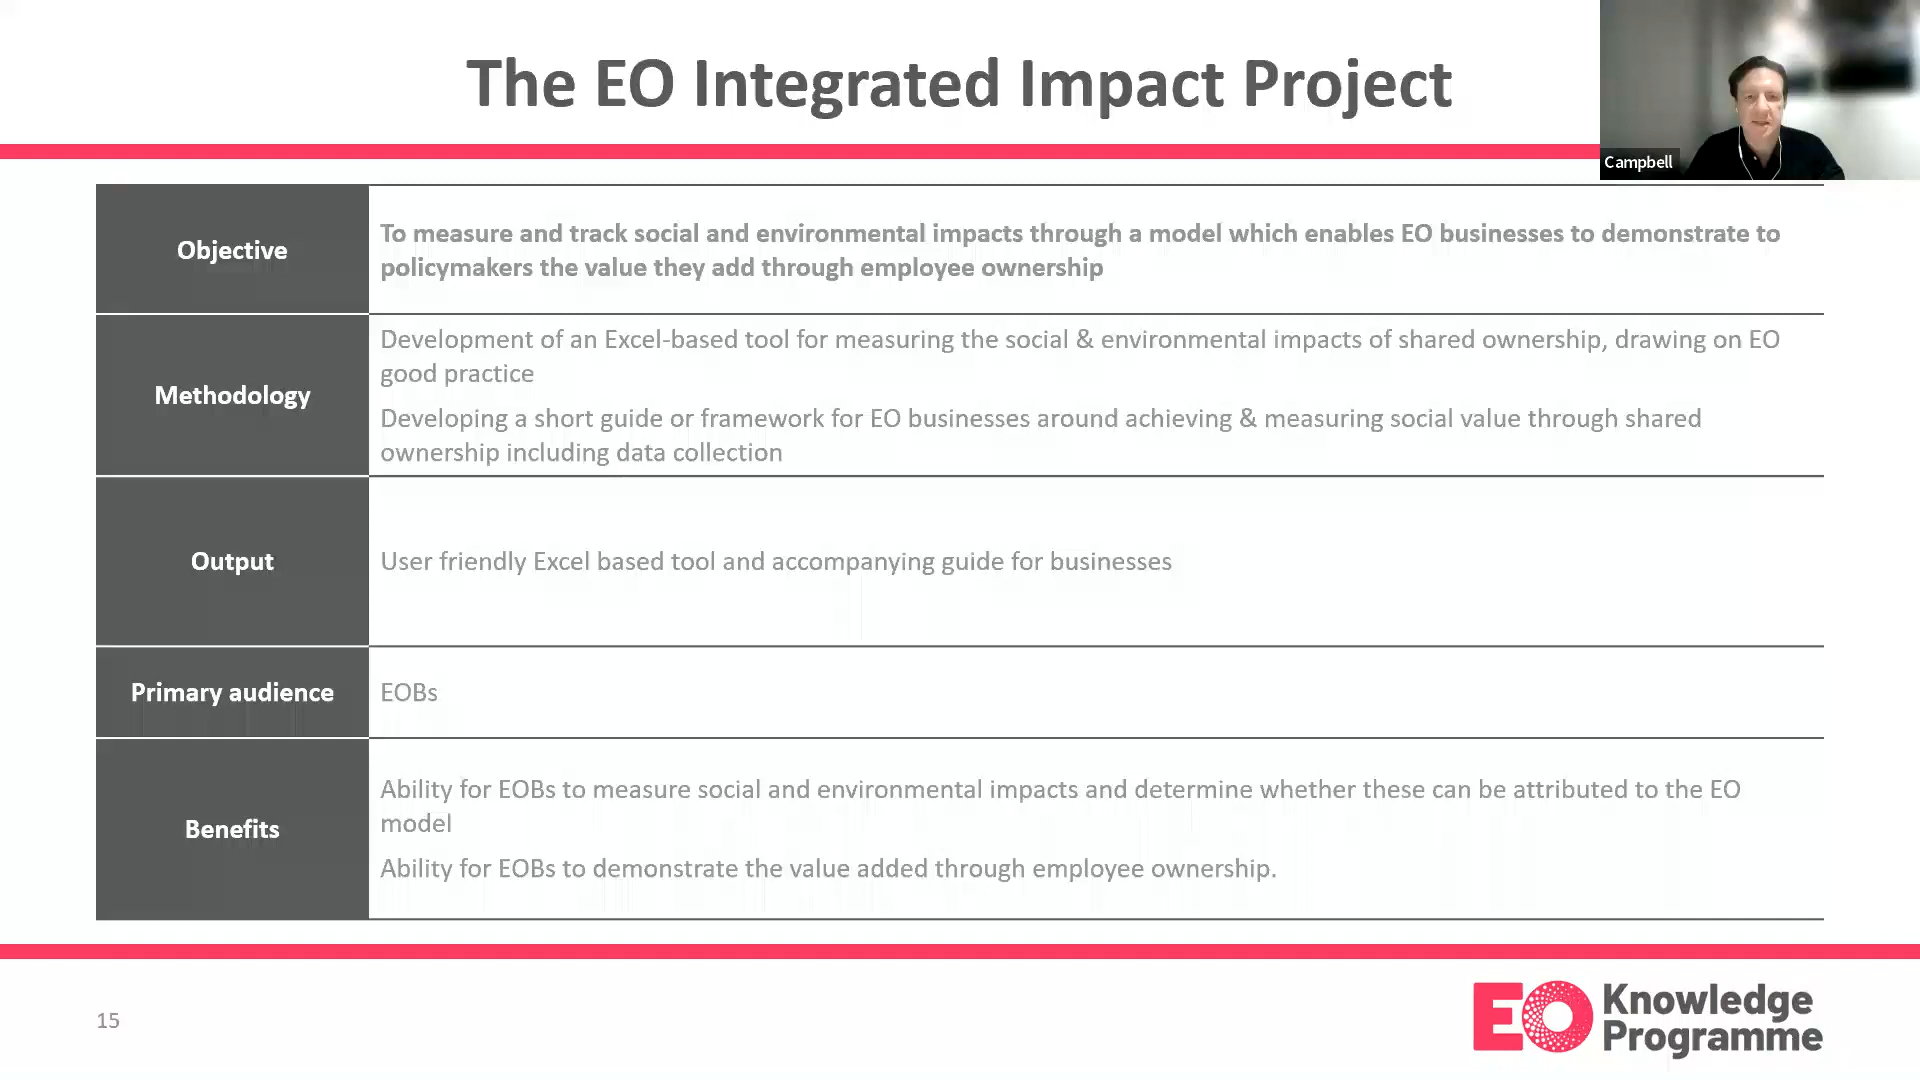 The EO Integrated Impact Project
Campbell
Objective
To measure and track social and environmental impacts through a model which enables EO businesses to demonstrate to
policymakers the value they add through employee ownership
Methodology
Development of an Excel-based tool for measuring the social & environmental impacts of shared ownership, drawing on EO
good practice
Developing a short guide or framework for EO businesses around achieving & measuring social value through shared
ownership including data collection
Output
User friendly Excel based tool and accompanying guide for businesses
Primary audience
EOBs
Benefits
Ability for EOBs to measure social and environmental impacts and determine whether these can be attributed to the EO
model
Ability for EOBs to demonstrate the value added through employee ownership.
15
EO Knowledge
Programme